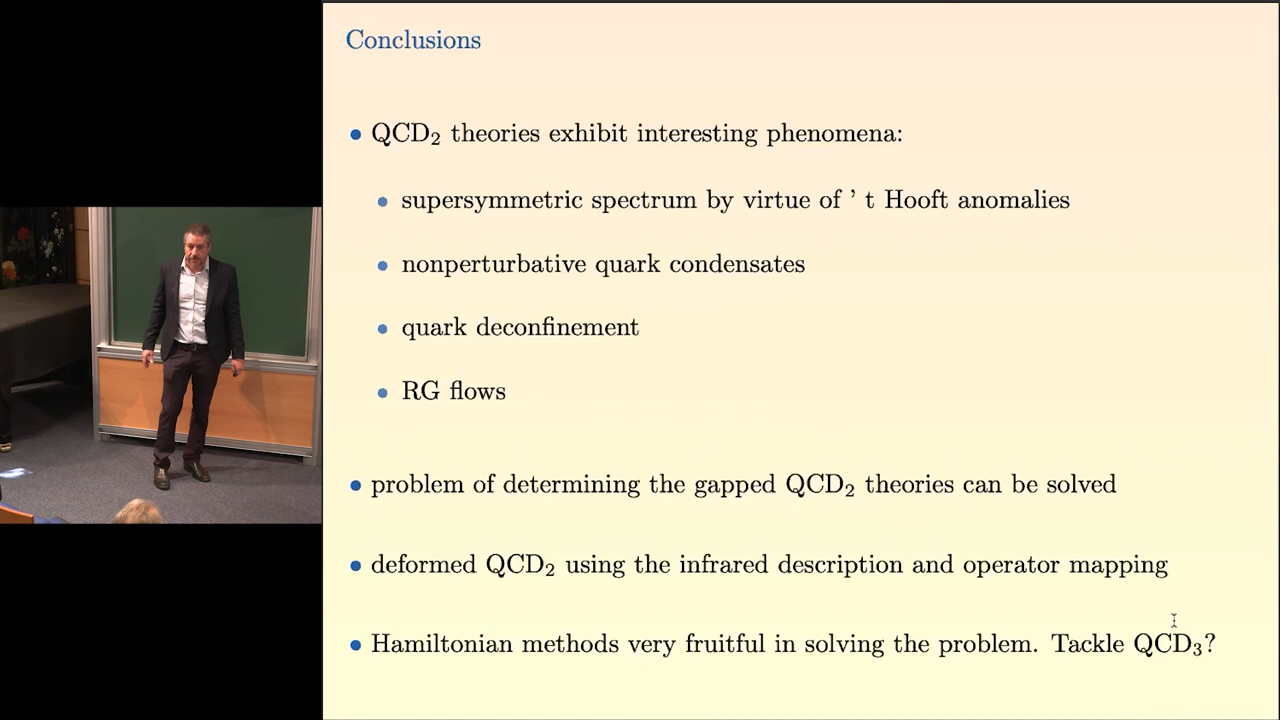 Conclusions
• QCD₂ theories exhibit interesting phenomena:
• supersymmetric spectrum by virtue of ’ t Hooft anomalies
• nonperturbative quark condensates
• quark deconfinement
• RG flows
• problem of determining the gapped QCD₂ theories can be solved
• deformed QCD₂ using the infrared description and operator mapping
• Hamiltonian methods very fruitful in solving the problem. Tackle QCD₃?